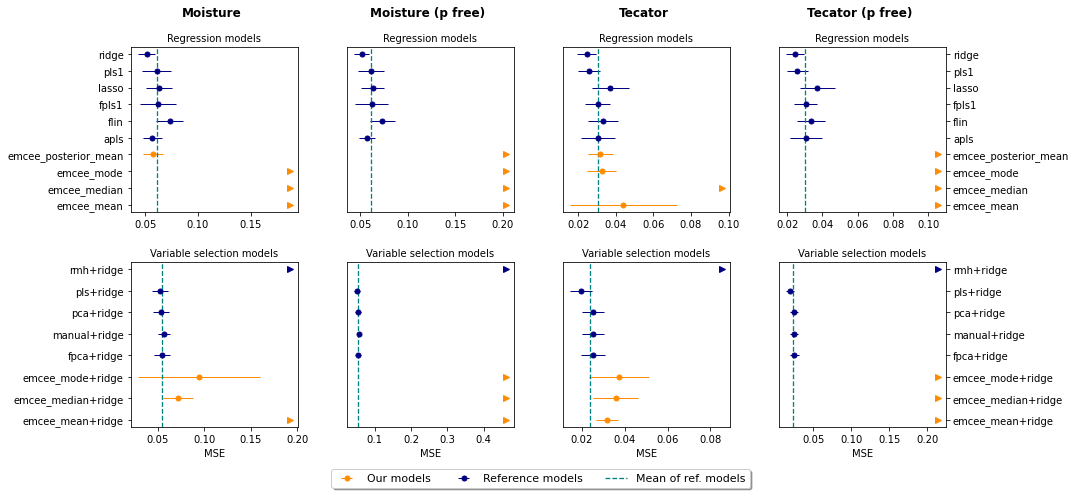 Moisture Moisture (p free) Tecator Tecator (p free)
Regression models Regression models Regression models Regression models
ridge ridge
pls1 pls1
lasso lasso
fpls1 fpls1
flin flin
apls apls
emcee_posterior_mean emcee_posterior_mean
emcee_mode emcee_mode
emcee_median emcee_median
emcee_mean emcee_mean
0.05 0.10 0.15 0.05 0.10 0.15 0.20 0.02 0.04 0.06 0.08 0.10 0.02 0.04 0.06 0.08 0.10
Variable selection models Variable selection models Variable selection models Variable selection models
rmh+ridge rmh+ridge
pls+ridge pls+ridge
pca+ridge pca+ridge
manual+ridge manual+ridge
fpca+ridge fpca+ridge
emcee_mode+ridge emcee_mode+ridge
emcee_median+ridge emcee_median+ridge
emcee_mean+ridge emcee_mean+ridge
0.05 0.10 0.15 0.20 0.1 0.2 0.3 0.4 0.02 0.04 0.06 0.08 0.05 0.10 0.15 0.20
MSE MSE MSE MSE
Our models Reference models Mean of ref. models